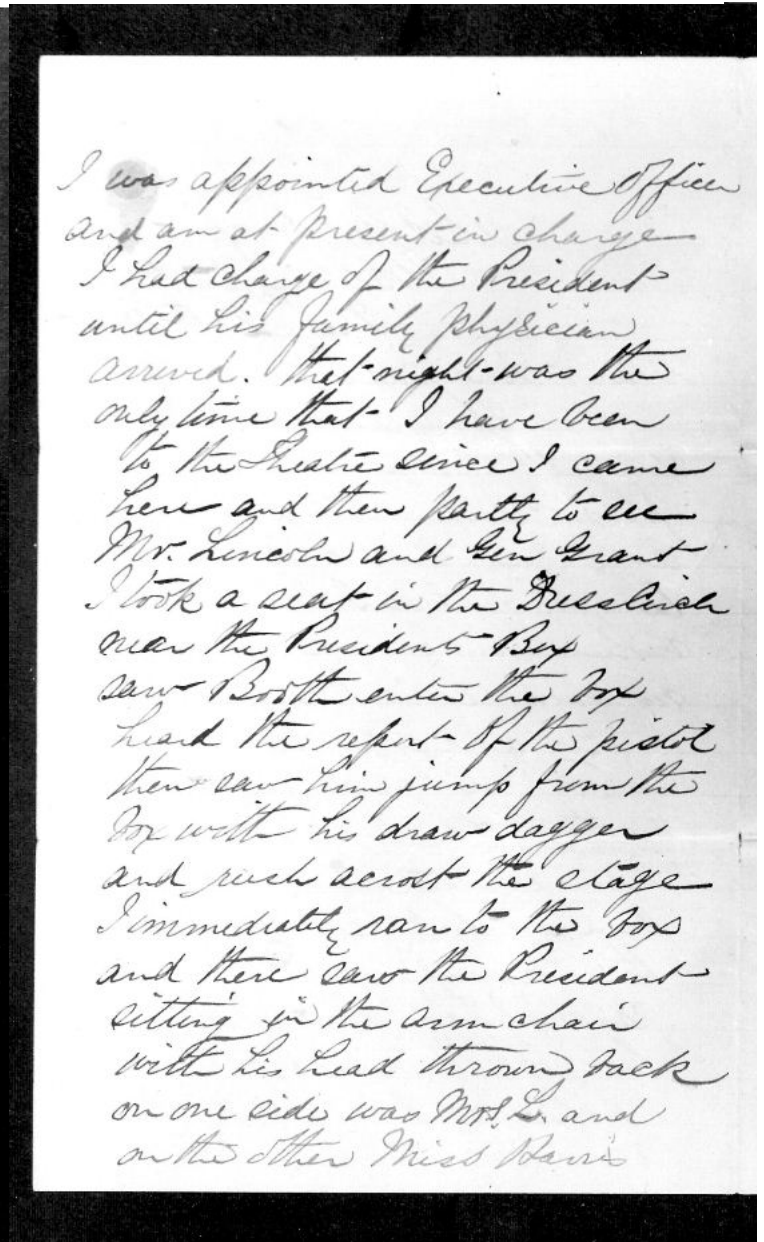 I was appointed Executive Officer
and am at present in charge
I had charge of the President
until his family physician
arrived. that night was the
only time that I have been
to the Theatre since I came
here and then partly to see
Mr. Lincoln and Gen Grant
I took a seat in the Dress Circle
near the Presidents Box
saw Booth enter the box
heard the report of the pistol
then saw him jump from the
box with his draw dagger
and rush acrost the stage
I immediately ran to the box
and there saw the President
sitting in the arm chair
with his head thrown back
on one side was Mrs. L. and
on the other Miss Harris